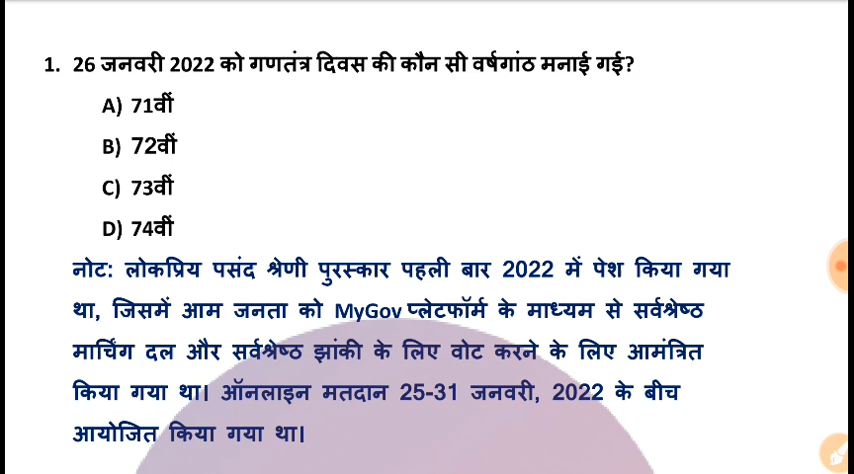 1. 26 जनवरी 2022 को गणतंत्र दिवस की कौन सी वर्षगांठ मनाई गई?
A) 71वीं
B) 72वीं
C) 73वीं
D) 74वीं
नोट: लोकप्रिय पसंद श्रेणी पुरस्कार पहली बार 2022 में पेश किया गया
था, जिसमें आम जनता को MyGov प्लेटफॉर्म के माध्यम से सर्वश्रेष्ठ
मार्चिंग दल और सर्वश्रेष्ठ झांकी के लिए वोट करने के लिए आमंत्रित
किया गया था। ऑनलाइन मतदान 25-31 जनवरी, 2022 के बीच
आयोजित किया गया था।